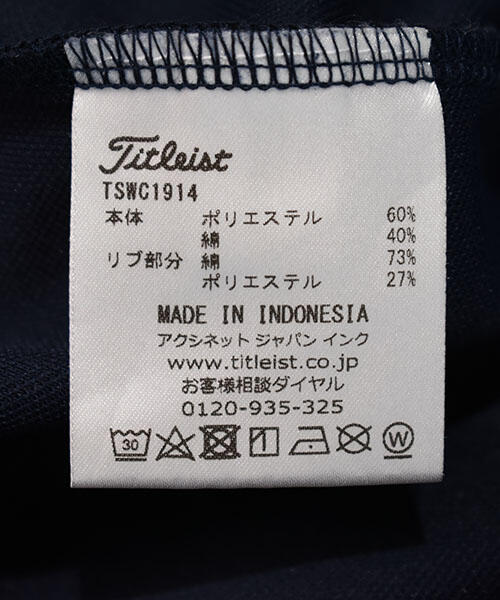 Titleist
TSWC1914
本体 ポリエステル 60%
綿 40%
リブ部分 綿 73%
ポリエステル 27%
MADE IN INDONESIA
アクシネット ジャパン インク
www.titleist.co.jp
お客様相談ダイヤル
0120-935-325
30 W